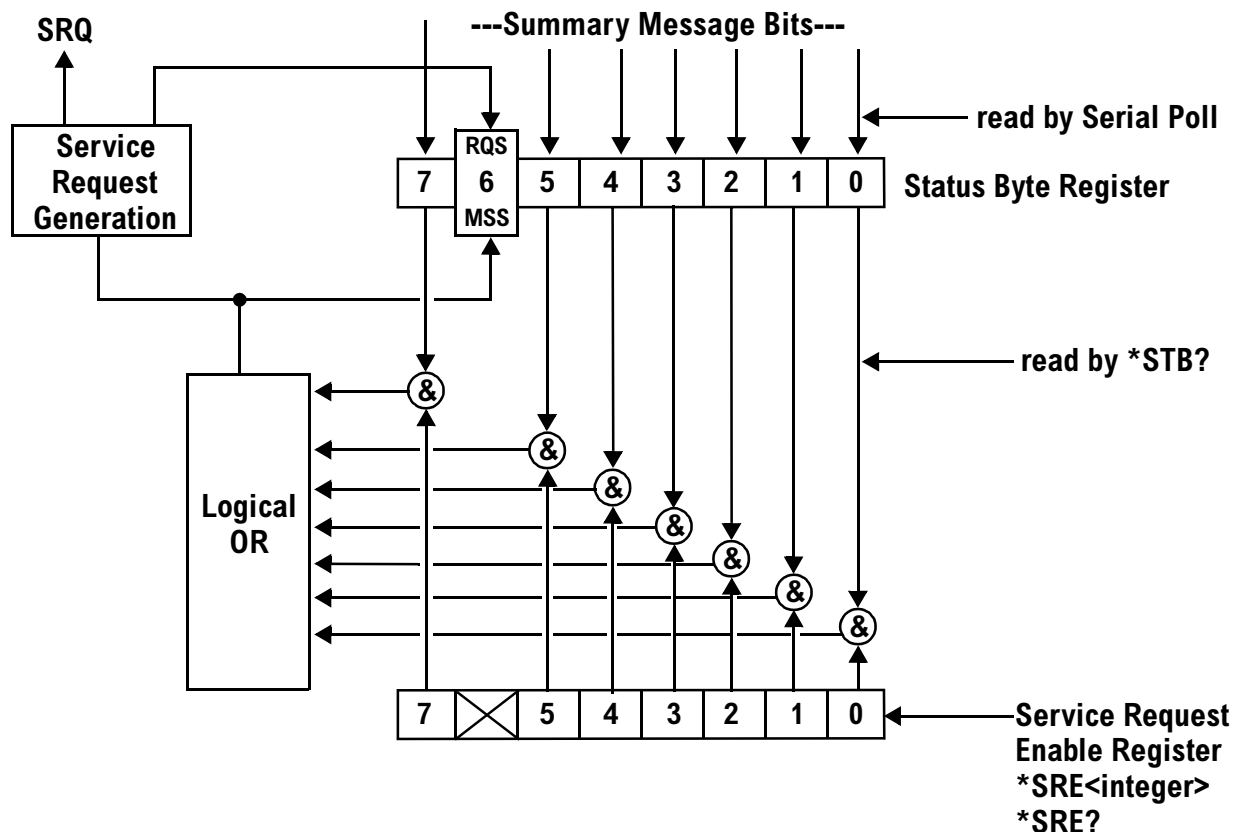 SRQ
---Summary Message Bits---
read by Serial Poll
Service
Request
Generation
RQS
7 6 5 4 3 2 1 0
MSS
Status Byte Register
read by *STB?
&
&
&
&
&
&
&
Logical
OR
7 5 4 3 2 1 0
Service Request
Enable Register
*SRE<integer>
*SRE?